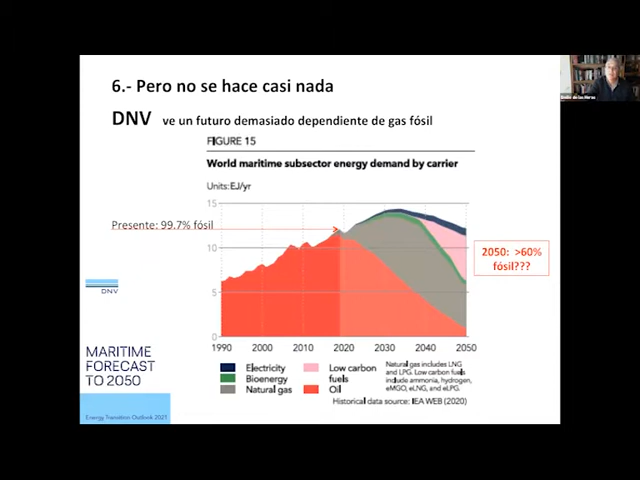 6.- Pero no se hace casi nada
DNV ve un futuro demasiado dependiente de gas fósil
FIGURE 15
World maritime subsector energy demand by carrier
Units: EJ/yr
15
Presente: 99.7% fósil
10
5
0
1990 2000 2010 2020 2030 2040 2050
2050: >60%
fósil???
DNV
MARITIME
FORECAST
TO 2050
Energy Transition Outlook 2021
Electricity
Bioenergy
Natural gas
Low carbon
fuels
Oil
Natural gas includes LNG
and LPG. Low carbon fuels
include ammonia, hydrogen,
eMGO, eLNG, and eLPG.
Historical data source: IEA WEB (2020)